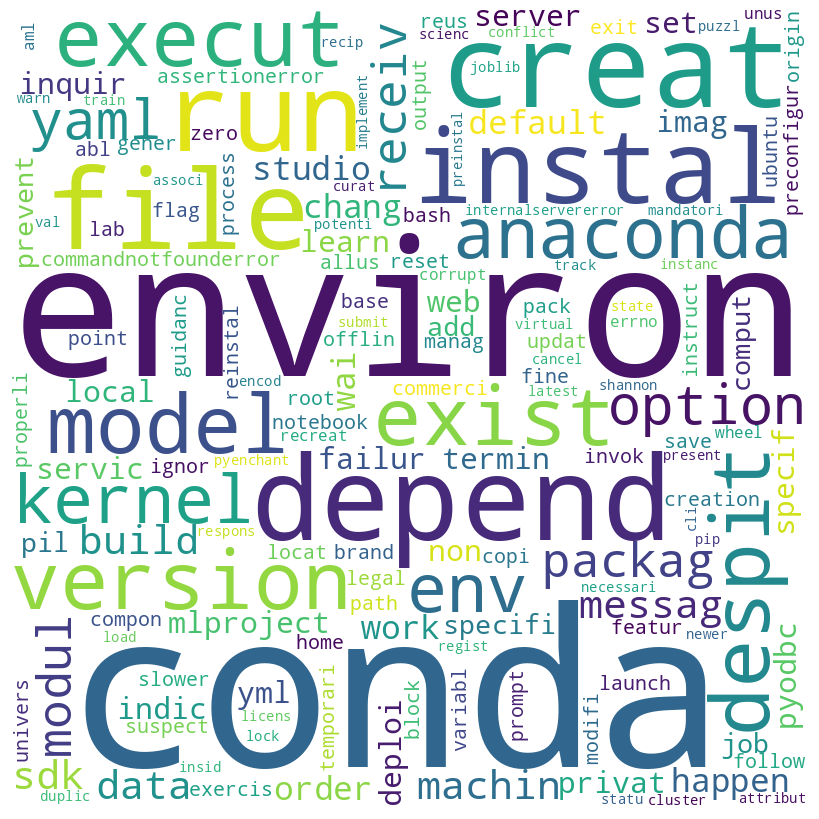 aml
execut
recip
reus
scienc
server
conflict
exit
set
puzzl
unus
inquir
assertionerror
receiv
output
creat
joblib
origin
warn
train
run
implement
yaml
abl
gener
zero
default
imag
ubuntu
preconfigur
prevent
file
associ
process
studio
curat
preinstal
instal
val
lab
flag
chang
potenti
bash
internalservererror
mandatori
anaconda
commandnotfounderror
learn
allus
reset
corrupt
track
instanc
environ
point
guidanc
reinstal
base
submit
offlin
web
add
manag
pack
virtual
updat
cancel
state
errno
instruct
comput
properli
local
encod
root
wai
commerci
fine
latest
shannon
model
notebook
recreat
exist
option
servic
ignor
pyenchant
failur
termin
invok
save
present
wheel
specif
despit
kernel
depend
creation
cli
pip
pil
build
respons
locat
brand
non
copi
packag
version
legal
path
env
necessari
messag
modul
compon
load
mlproject
home
work
specifi
regist
featur
newer
pyodbc
univers
slower
indic
suspect
yml
licens
lock
conda
temporari
deploi
block
variabl
prompt
modifi
launch
job
follow
sdk
duplic
data
insid
exercis
order
machin
privat
happen
statu
cluster
attribut